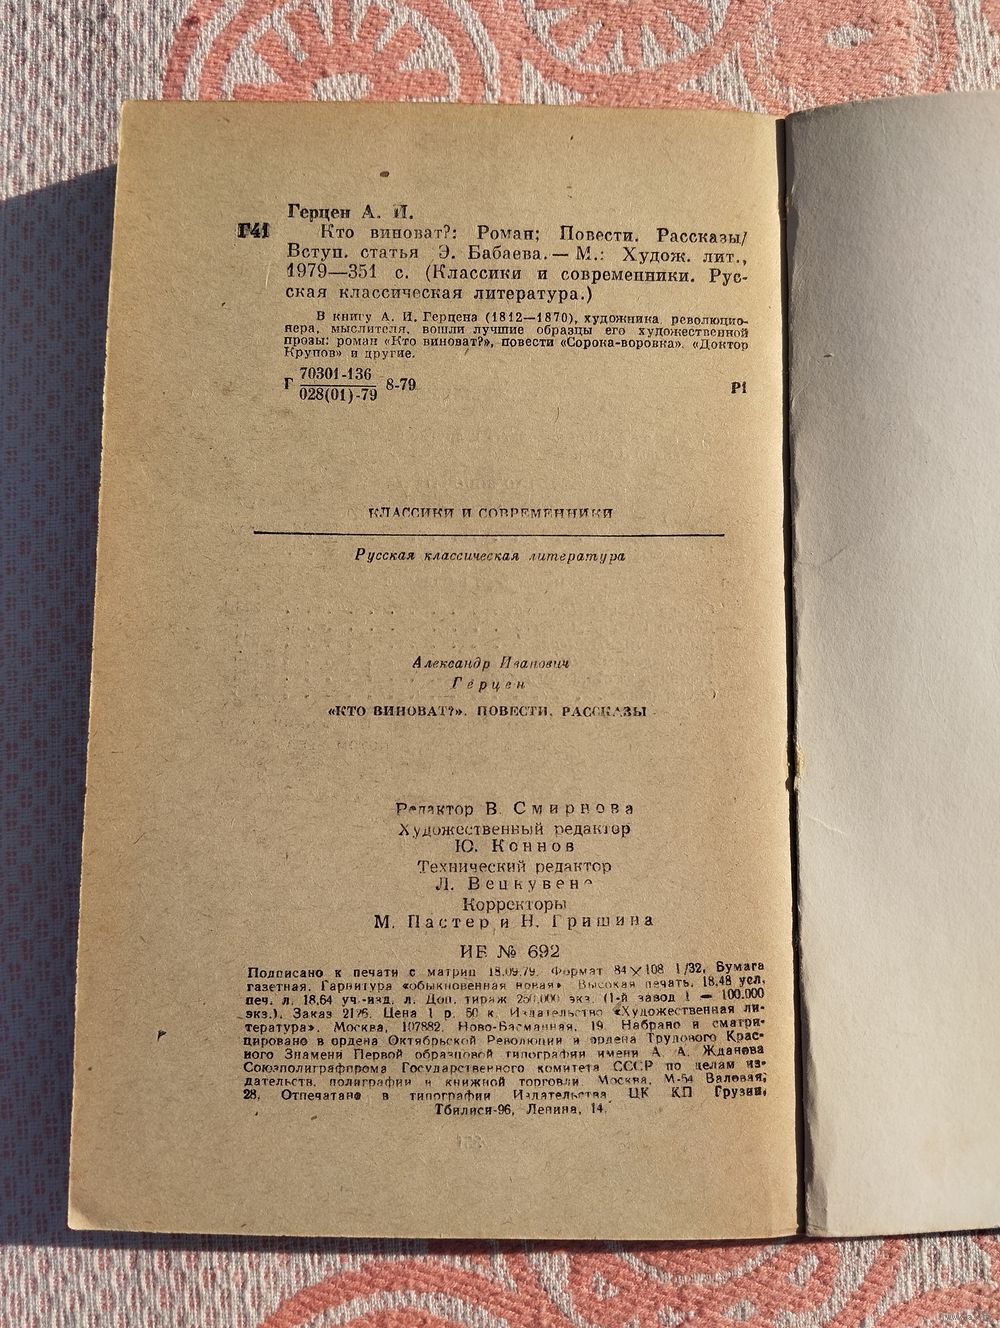 Герцен А. И.
Г41 Кто виноват?: Роман; Повести. Рассказы/
Вступ. статья Э. Бабаева. — М.: Худож. лит.,
1979—351 с. (Классики и современники. Рус-
ская классическая литература.)
В книгу А. И. Герцена (1812—1870), художника, революцио-
нера, мыслителя, вошли лучшие образцы его художественной
прозы: роман «Кто виноват?», повести «Сорока-воровка», «Доктор
Крупов» и другие.
Г 70301-136 8-79
028(01)-79
Р1
КЛАССИКИ И СОВРЕМЕННИКИ
Русская классическая литература
Александр Иванович
Герцен
«КТО ВИНОВАТ?». ПОВЕСТИ. РАССКАЗЫ
Редактор В. Смирнова
Художественный редактор
Ю. Коннов
Технический редактор
Л. Вецкувене
Корректоры
М. Пастер и Н. Гришина
ИБ № 692
Подписано к печати с матриц 18.09.79. Формат 84×108 1/32, Бумага
газетная. Гарнитура «обыкновенная новая». Высокая печать. 18,48 усл.
печ. л. 18,64 уч.-изд. л. Доп. тираж 250,000 экз. (1-й завод 1 — 100.000
экз.). Заказ 2176. Цена 1 р. 50 к. Издательство «Художественная ли-
тература». Москва, 107882, Ново-Басманная, 19. Набрано и сматри-
цировано в ордена Октябрьской Революции и ордена Трудового Крас-
ного Знамени Первой образцовой типографии имени А. А. Жданова
Союзполиграфпрома Государственного комитета СССР по делам из-
дательств, полиграфии и книжной торговли. Москва, М-54 Валовая,
28. Отпечатано в типографии Издательства ЦК КП Грузии,
Тбилиси-96, Ленина, 14.